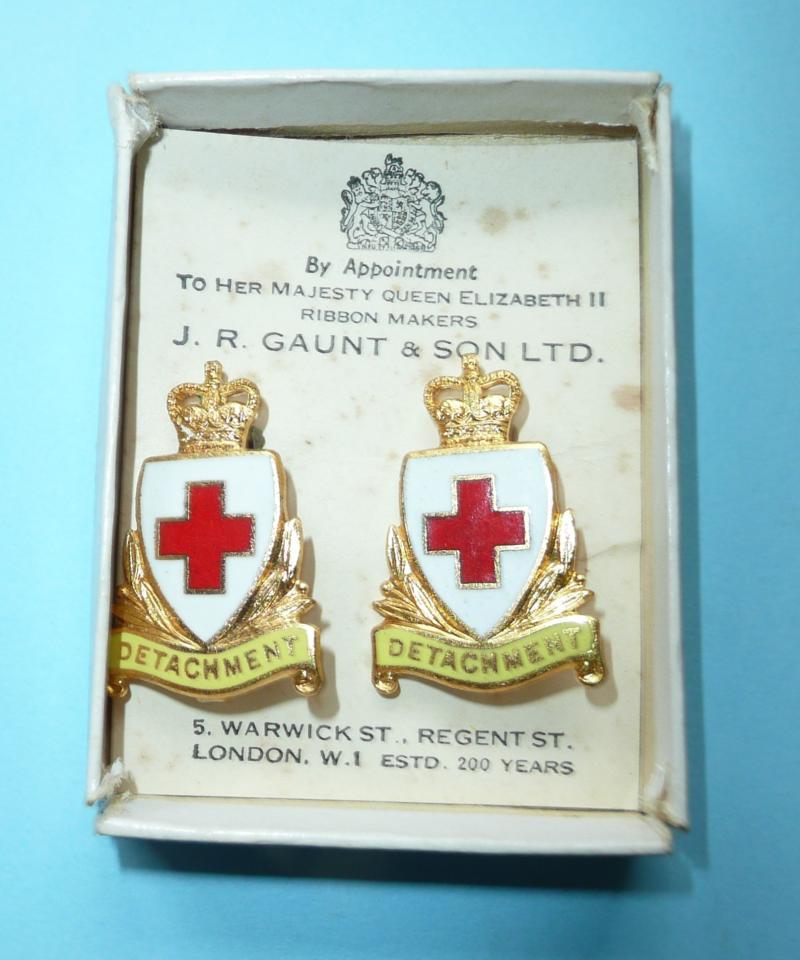 By Appointment
TO HER MAJESTY QUEEN ELIZABETH II
RIBBON MAKERS
J. R. GAUNT & SON LTD.
DETACHMENT
DETACHMENT
5. WARWICK ST., REGENT ST.
LONDON. W.1 ESTD. 200 YEARS